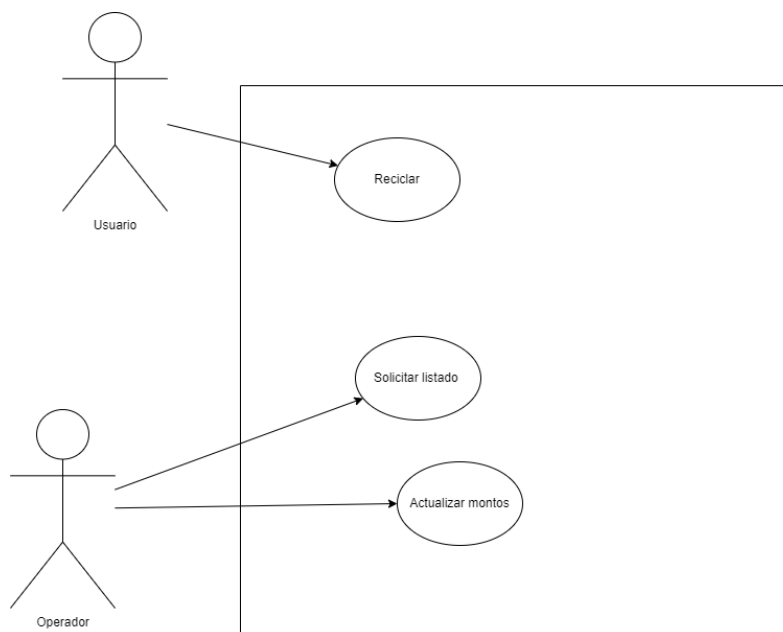 Reciclar
Usuario
Solicitar listado
Actualizar montos
Operador